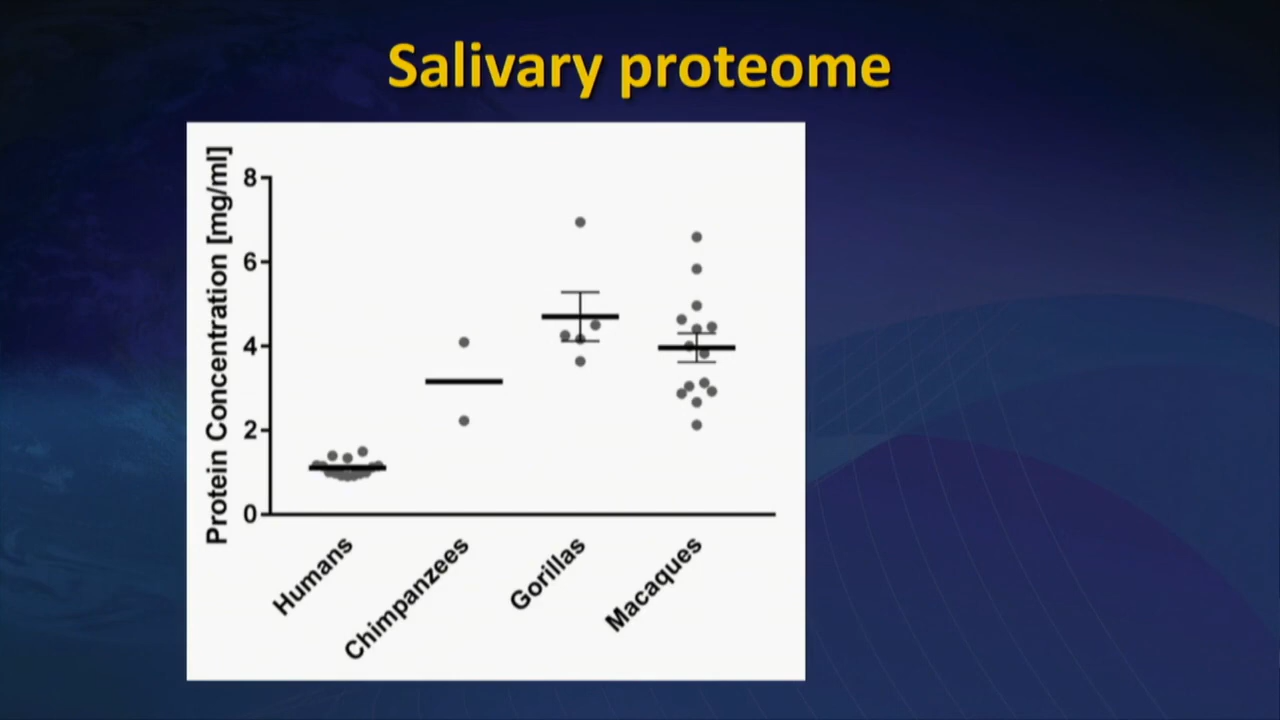 Salivary proteome
Protein Concentration [mg/ml]
8
6
4
2
0
Humans
Chimpanzees
Gorillas
Macaques